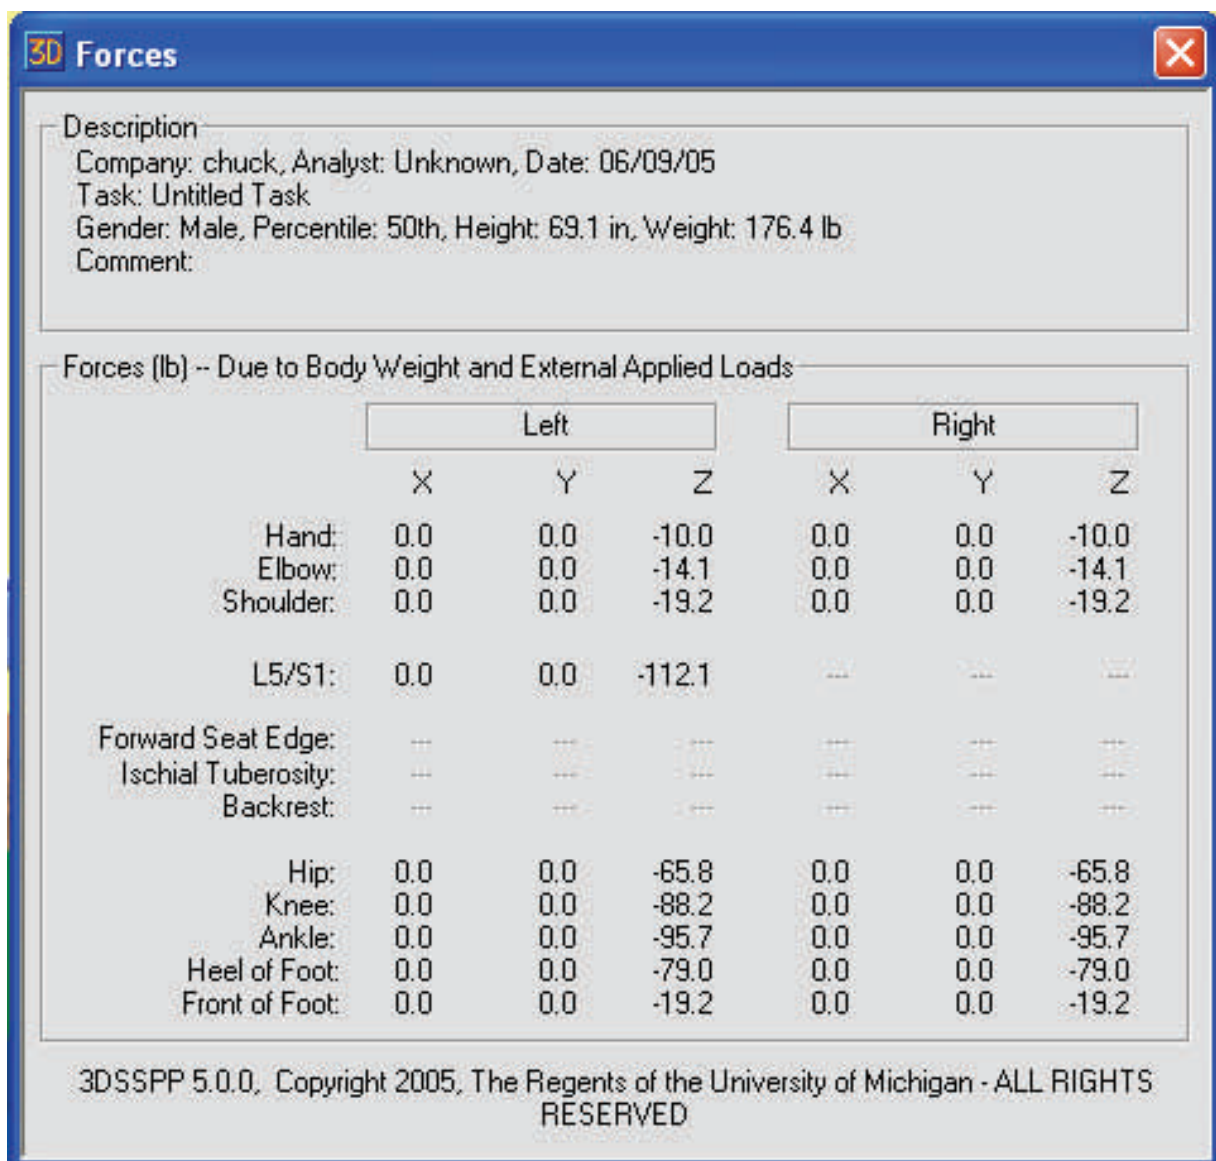 3D Forces
Description
Company: chuck, Analyst: Unknown, Date: 06/09/05
Task: Untitled Task
Gender: Male, Percentile: 50th, Height: 69.1 in, Weight: 176.4 lb
Comment:
Forces (lb) -- Due to Body Weight and External Applied Loads
Left Right
X Y Z X Y Z
Hand: 0.0 0.0 -10.0 0.0 0.0 -10.0
Elbow: 0.0 0.0 -14.1 0.0 0.0 -14.1
Shoulder: 0.0 0.0 -19.2 0.0 0.0 -19.2
L5/S1: 0.0 0.0 -112.1 --- --- ---
Forward Seat Edge: --- --- --- --- --- ---
Ischial Tuberosity: --- --- --- --- --- ---
Backrest: --- --- --- --- --- ---
Hip: 0.0 0.0 -65.8 0.0 0.0 -65.8
Knee: 0.0 0.0 -88.2 0.0 0.0 -88.2
Ankle: 0.0 0.0 -95.7 0.0 0.0 -95.7
Heel of Foot: 0.0 0.0 -79.0 0.0 0.0 -79.0
Front of Foot: 0.0 0.0 -19.2 0.0 0.0 -19.2
3DSSPP 5.0.0, Copyright 2005, The Regents of the University of Michigan - ALL RIGHTS
RESERVED